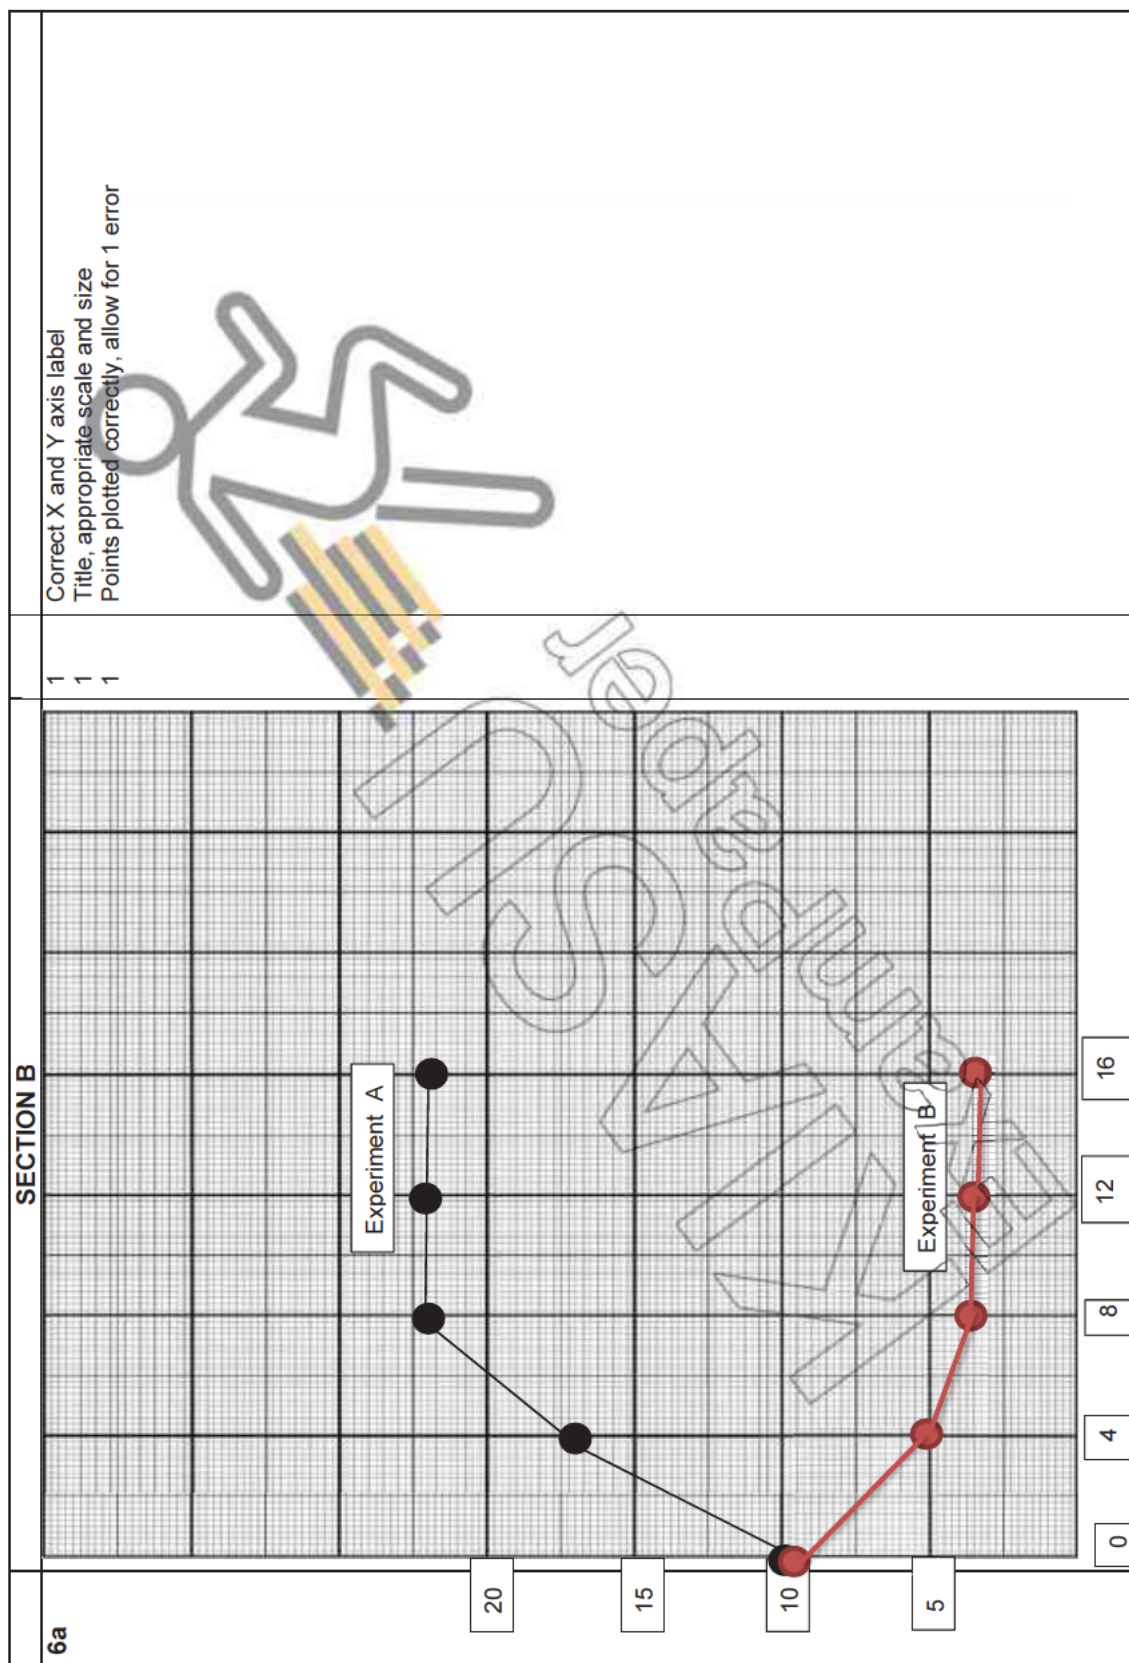 SECTION B
6a
20
15
10
5
0
4
8
12
16
Experiment A
Experiment B
1
1
1
Correct X and Y axis label
Title, appropriate scale and size
Points plotted correctly, allow for 1 error
KiasuExamPaper